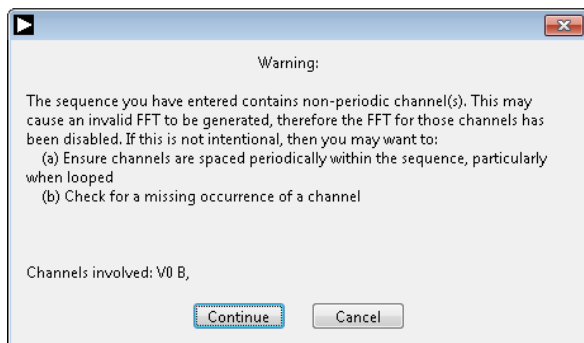 Warning:
The sequence you have entered contains non-periodic channel(s). This may
cause an invalid FFT to be generated, therefore the FFT for those channels has
been disabled. If this is not intentional, then you may want to:
(a) Ensure channels are spaced periodically within the sequence, particularly
when looped
(b) Check for a missing occurrence of a channel
Channels involved: V0 B,
Continue
Cancel